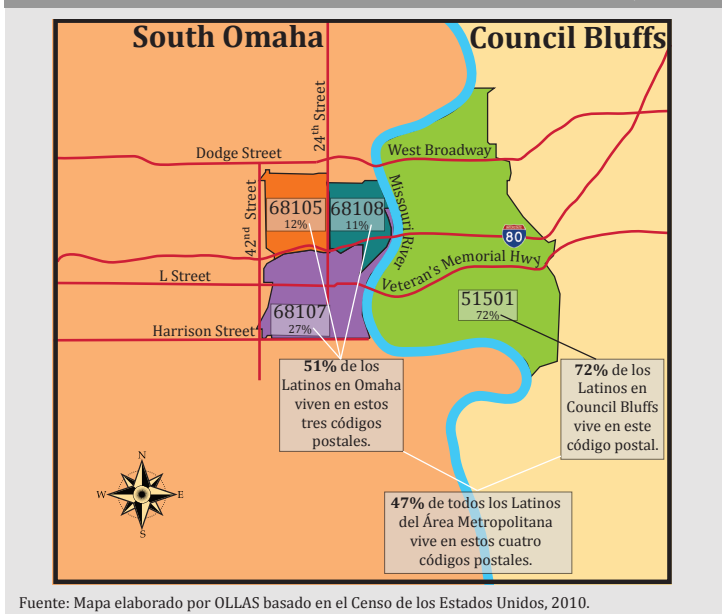 South Omaha
Council Bluffs
24th Street
Dodge Street
West Broadway
42nd Street
68105
12%
68108
11%
Missouri River
80
L Street
Veteran's Memorial Hwy
51501
72%
68107
27%
Harrison Street
51% de los
Latinos en Omaha
viven en estos
tres códigos
postales.
72% de los
Latinos en
Council Bluffs
vive en este
código postal.
N
W
E
S
47% de todos los Latinos
del Área Metropolitana
vive en estos cuatro
códigos postales.
Fuente: Mapa elaborado por OLLAS basado en el Censo de los Estados Unidos, 2010.